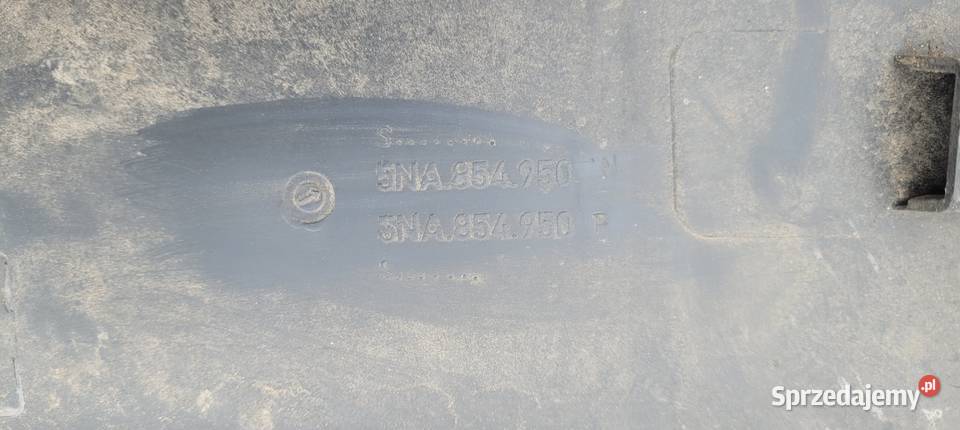 S........
5NA.854.950 N
5NA.854.950 P
S........
Sprzedajemy.pl